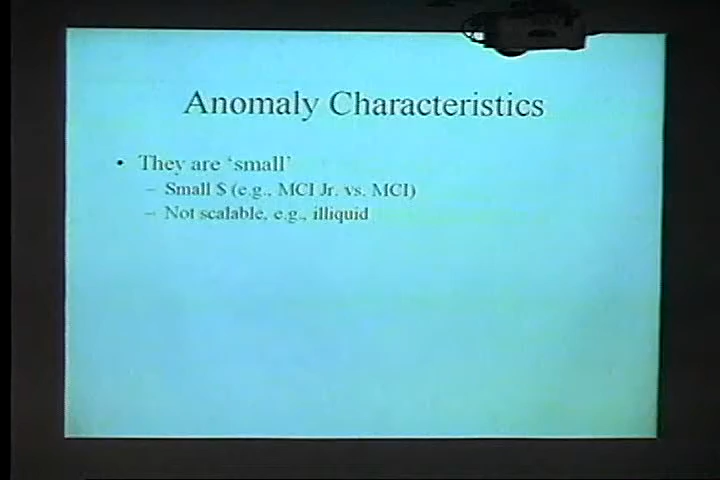 Anomaly Characteristics
• They are ‘small’
– Small $ (e.g., MCI Jr. vs. MCI)
– Not scalable, e.g., illiquid